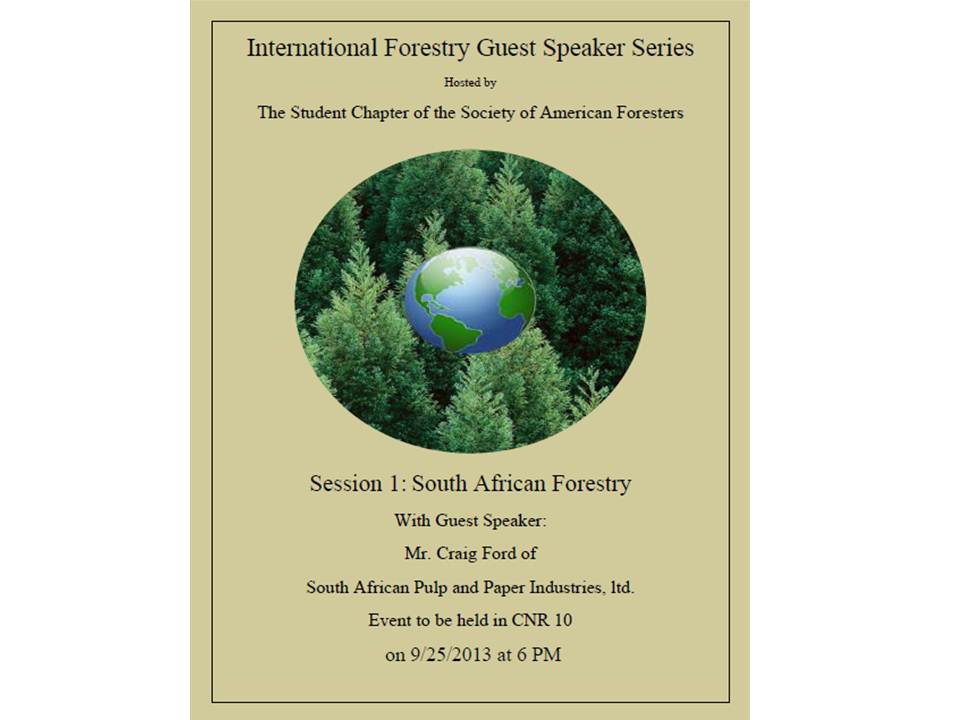 International Forestry Guest Speaker Series
Hosted by
The Student Chapter of the Society of American Foresters
Session 1: South African Forestry
With Guest Speaker:
Mr. Craig Ford of
South African Pulp and Paper Industries, ltd.
Event to be held in CNR 10
on 9/25/2013 at 6 PM